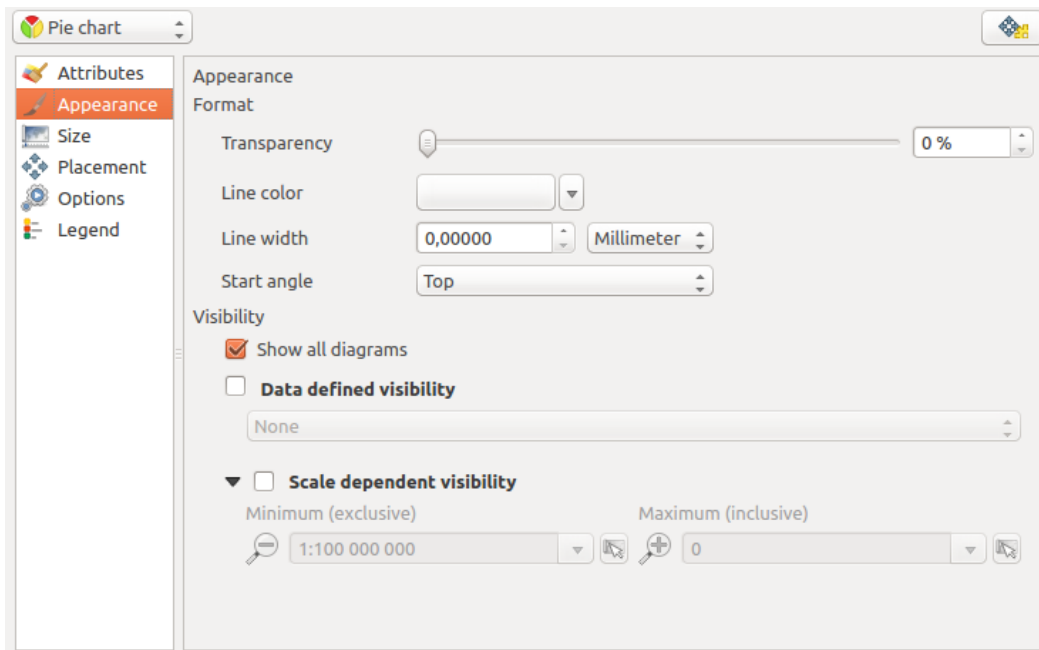 Pie chart
Attributes
Appearance
Size
Placement
Options
Legend
Appearance
Format
Transparency 0 %
Line color
Line width 0,00000 Millimeter
Start angle Top
Visibility
Show all diagrams
Data defined visibility
None
Scale dependent visibility
Minimum (exclusive) Maximum (inclusive)
1:100 000 000 0